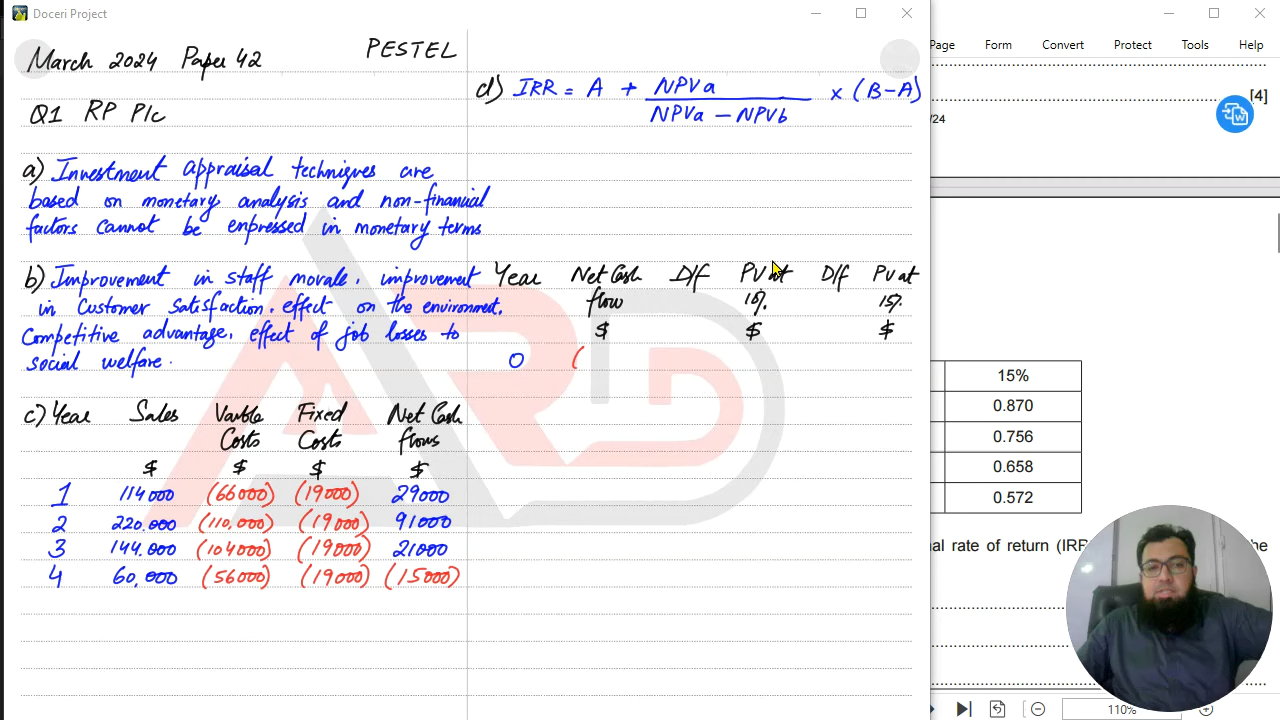 Doceri Project
March 2024 Paper 42
PESTEL
Q1 RP Plc
a) Investment appraisal techniques are
based on monetary analysis and non-financial
factors cannot be expressed in monetary terms
b) Improvement in staff morale, improvement
in Customer Satisfaction, effect on the environment,
Competitive advantage, effect of job losses to
social welfare.
c) Year Sales Varble Fixed Net Cash
Costs Costs flows
$ $ $ $
1 114000 (66000) (19000) 29000
2 220,000 (110,000) (19000) 91000
3 144,000 (104000) (19000) 21000
4 60,000 (56000) (19000) (15000)
d) IRR = A + NPVa × (B-A)
NPVa - NPVb
Year Net Cash D/f PV at D/f PV at
flow 10%. 15%.
$ $ $
0 (
Page Form Convert Protect Tools Help
[4]
/24
15%
0.870
0.756
0.658
0.572
al rate of return (IRR
he
110%